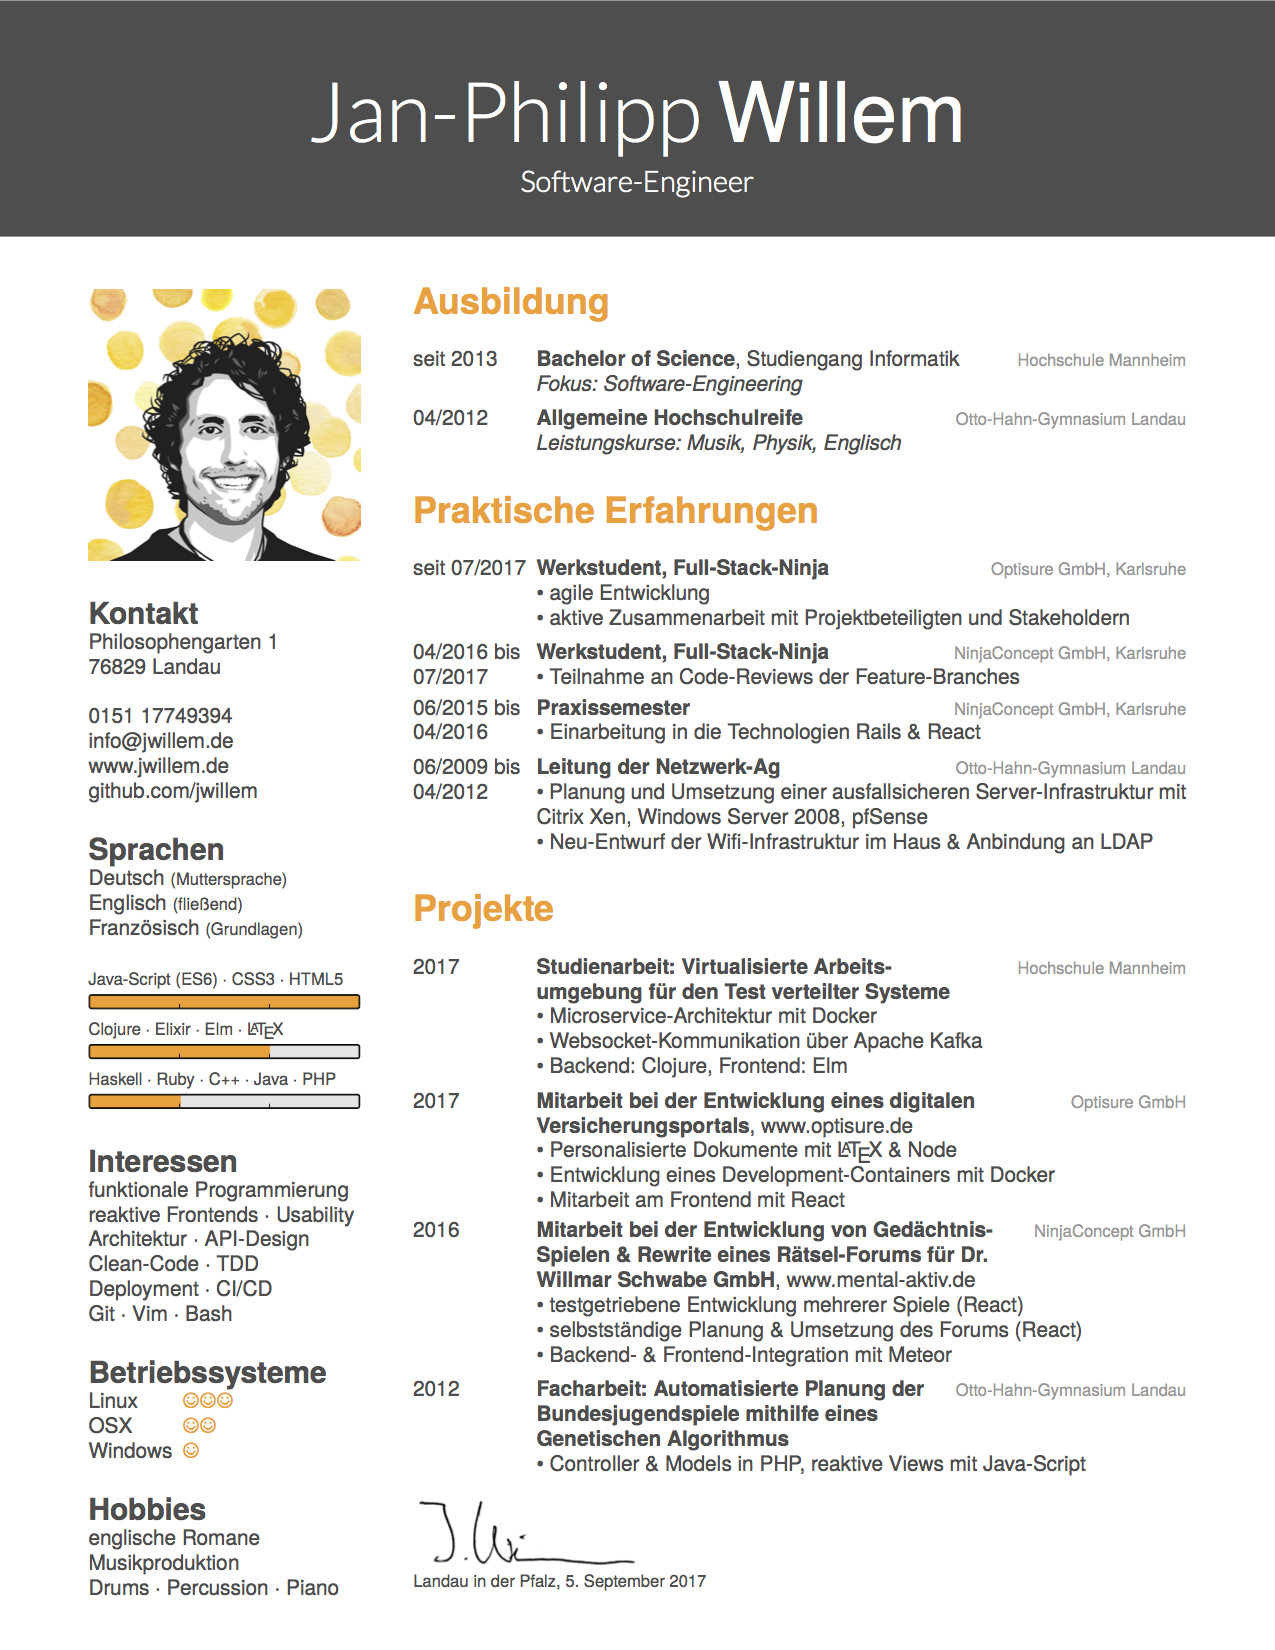 Jan-Philipp Willem
Software-Engineer
Kontakt
Philosophengarten 1
76829 Landau
0151 17749394
info@jwillem.de
www.jwillem.de
github.com/jwillem
Sprachen
Deutsch (Muttersprache)
Englisch (fließend)
Französisch (Grundlagen)
Java-Script (ES6) · CSS3 · HTML5
Clojure · Elixir · Elm · LATEX
Haskell · Ruby · C++ · Java · PHP
Interessen
funktionale Programmierung
reaktive Frontends · Usability
Architektur · API-Design
Clean-Code · TDD
Deployment · CI/CD
Git · Vim · Bash
Betriebssysteme
Linux ☺☺☺
OSX ☺☺
Windows ☺
Hobbies
englische Romane
Musikproduktion
Drums · Percussion · Piano
Ausbildung
seit 2013 Bachelor of Science, Studiengang Informatik Hochschule Mannheim
Fokus: Software-Engineering
04/2012 Allgemeine Hochschulreife Otto-Hahn-Gymnasium Landau
Leistungskurse: Musik, Physik, Englisch
Praktische Erfahrungen
seit 07/2017 Werkstudent, Full-Stack-Ninja Optisure GmbH, Karlsruhe
• agile Entwicklung
• aktive Zusammenarbeit mit Projektbeteiligten und Stakeholdern
04/2016 bis Werkstudent, Full-Stack-Ninja NinjaConcept GmbH, Karlsruhe
07/2017 • Teilnahme an Code-Reviews der Feature-Branches
06/2015 bis Praxissemester NinjaConcept GmbH, Karlsruhe
04/2016 • Einarbeitung in die Technologien Rails & React
06/2009 bis Leitung der Netzwerk-Ag Otto-Hahn-Gymnasium Landau
04/2012 • Planung und Umsetzung einer ausfallsicheren Server-Infrastruktur mit
Citrix Xen, Windows Server 2008, pfSense
• Neu-Entwurf der Wifi-Infrastruktur im Haus & Anbindung an LDAP
Projekte
2017 Studienarbeit: Virtualisierte Arbeits- Hochschule Mannheim
umgebung für den Test verteilter Systeme
• Microservice-Architektur mit Docker
• Websocket-Kommunikation über Apache Kafka
• Backend: Clojure, Frontend: Elm
2017 Mitarbeit bei der Entwicklung eines digitalen Optisure GmbH
Versicherungsportals, www.optisure.de
• Personalisierte Dokumente mit LATEX & Node
• Entwicklung eines Development-Containers mit Docker
• Mitarbeit am Frontend mit React
2016 Mitarbeit bei der Entwicklung von Gedächtnis- NinjaConcept GmbH
Spielen & Rewrite eines Rätsel-Forums für Dr.
Willmar Schwabe GmbH, www.mental-aktiv.de
• testgetriebene Entwicklung mehrerer Spiele (React)
• selbstständige Planung & Umsetzung des Forums (React)
• Backend- & Frontend-Integration mit Meteor
2012 Facharbeit: Automatisierte Planung der Otto-Hahn-Gymnasium Landau
Bundesjugendspiele mithilfe eines
Genetischen Algorithmus
• Controller & Models in PHP, reaktive Views mit Java-Script
J. Wi
Landau in der Pfalz, 5. September 2017